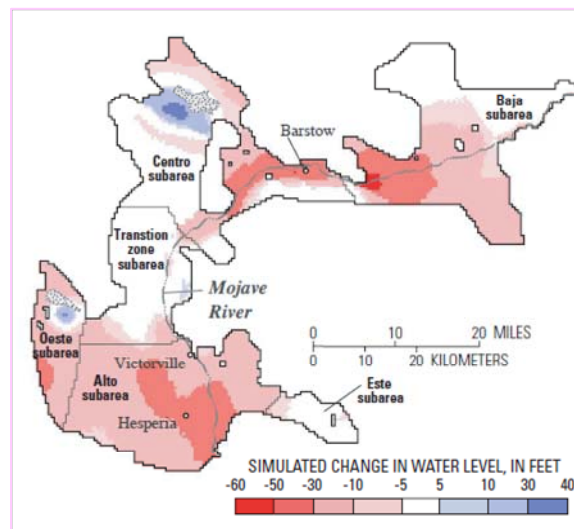 Baja
subarea
Barstow
Centro
subarea
Transtion
zone
subarea
Mojave
River
0 10 20 MILES
0 10 20 KILOMETERS
Oeste
subarea
Victorville
Alto
subarea
Este
subarea
Hesperia
SIMULATED CHANGE IN WATER LEVEL, IN FEET
-60 -50 -30 -10 -5 5 10 30 40